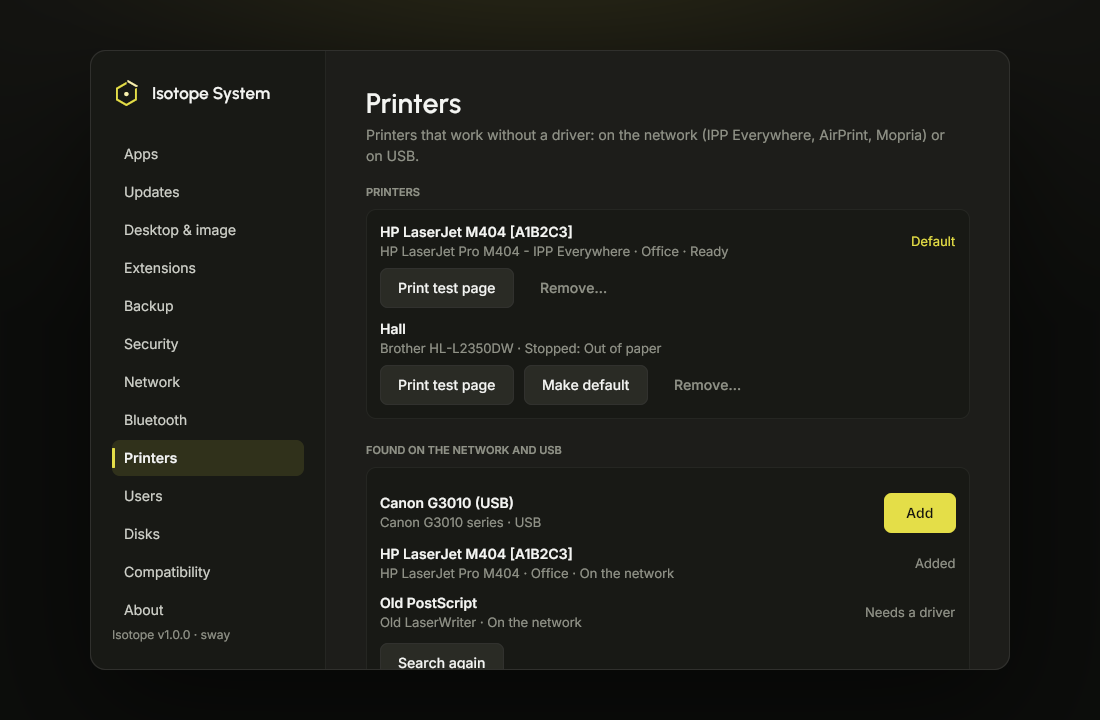 Isotope System
Apps
Updates
Desktop & image
Extensions
Backup
Security
Network
Bluetooth
Printers
Users
Disks
Compatibility
About
Isotope v1.0.0 · sway
Printers
Printers that work without a driver: on the network (IPP Everywhere, AirPrint, Mopria) or
on USB.
PRINTERS
HP LaserJet M404 [A1B2C3]
HP LaserJet Pro M404 - IPP Everywhere · Office · Ready
Default
Print test page
Remove...
Hall
Brother HL-L2350DW · Stopped: Out of paper
Print test page
Make default
Remove...
FOUND ON THE NETWORK AND USB
Canon G3010 (USB)
Canon G3010 series · USB
Add
HP LaserJet M404 [A1B2C3]
HP LaserJet Pro M404 · Office · On the network
Added
Old PostScript
Old LaserWriter · On the network
Needs a driver
Search again